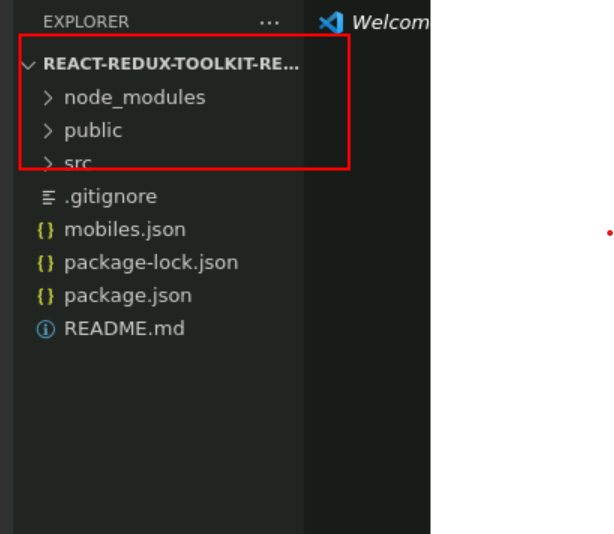 EXPLORER ...
Welcom
REACT-REDUX-TOOLKIT-RE...
node_modules
public
src
.gitignore
mobiles.json
package-lock.json
package.json
README.md